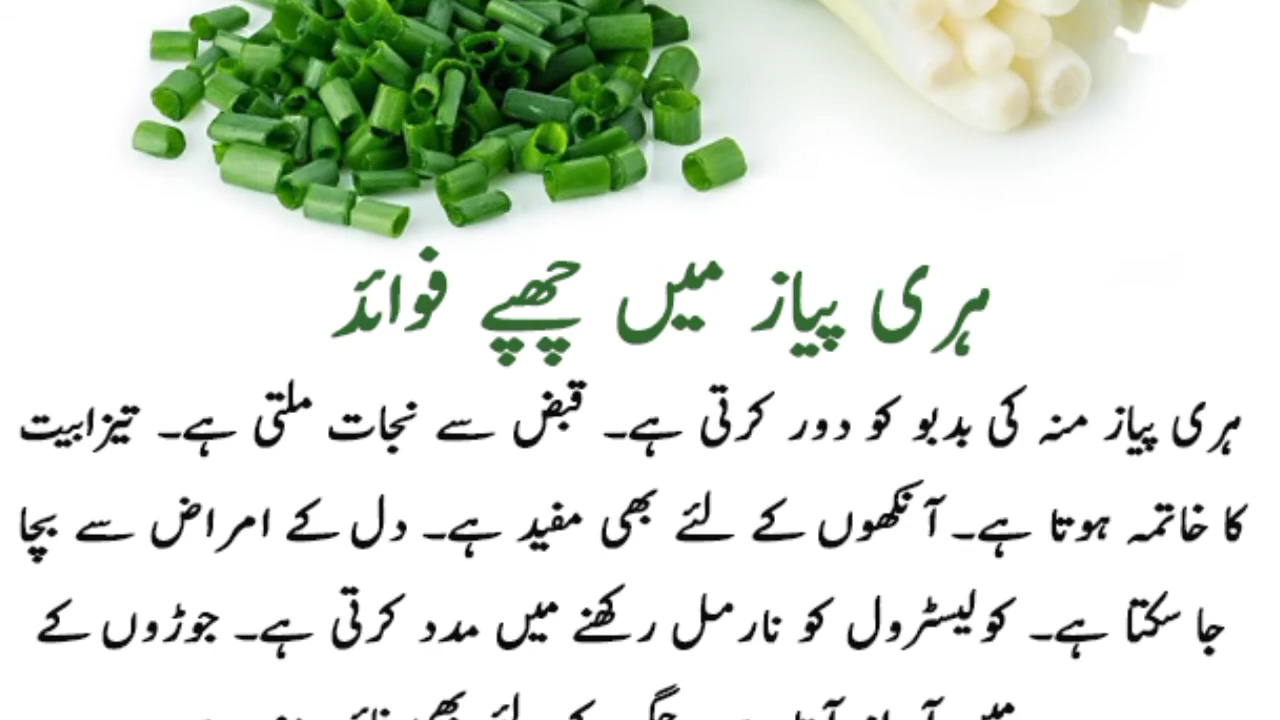 ہری پیاز میں چھپے فوائد
ہری پیاز منہ کی بدبو کو دور کرتی ہے۔ قبض سے نجات ملتی ہے۔ تیزابیت
کا خاتمہ ہوتا ہے۔ آنکھوں کے لئے بھی مفید ہے۔ دل کے امراض سے بچا
جا سکتا ہے۔ کولیسٹرول کو نارمل رکھنے میں مدد کرتی ہے۔ جوڑوں کے